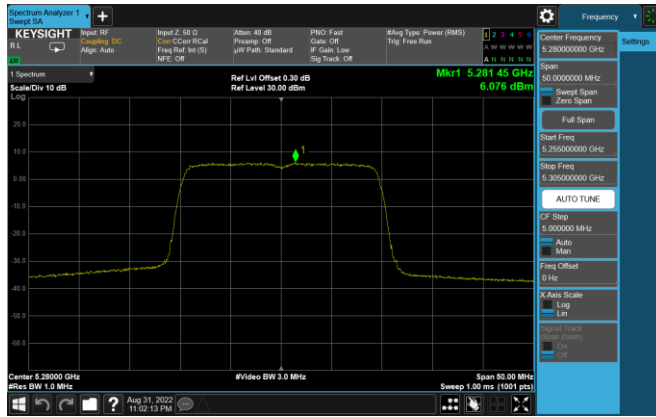 Spectrum Analyzer 1
Swept SA
+
Frequency
KEYSIGHT
R L
LXI
Input: RF
Coupling: DC
Align: Auto
Input Z: 50 Ω
Corr CCorr RCal
Freq Ref: Int (S)
NFE: Off
Atten: 40 dB
Preamp: Off
µW Path: Standard
PNO: Fast
Gate: Off
IF Gain: Low
Sig Track: Off
#Avg Type: Power (RMS)
Trig: Free Run
1 2 3 4 5 6
A W W W W W
A N N N N N
1 Spectrum
Scale/Div 10 dB
Log
Ref Lvl Offset 0.30 dB
Ref Level 30.00 dBm
Mkr1 5.281 45 GHz
6.076 dBm
1
20.0
10.0
0.00
-10.0
-20.0
-30.0
-40.0
-50.0
-60.0
Center 5.28000 GHz
#Res BW 1.0 MHz
#Video BW 3.0 MHz
Span 50.00 MHz
Sweep 1.00 ms (1001 pts)
?
Aug 31, 2022
11:02:13 PM
Center Frequency
5.280000000 GHz
Settings
Span
50.0000000 MHz
Swept Span
Zero Span
Full Span
Start Freq
5.255000000 GHz
Stop Freq
5.305000000 GHz
AUTO TUNE
CF Step
5.000000 MHz
Auto
Man
Freq Offset
0 Hz
X Axis Scale
Log
Lin
Signal Track
(Span Zoom)
On
Off